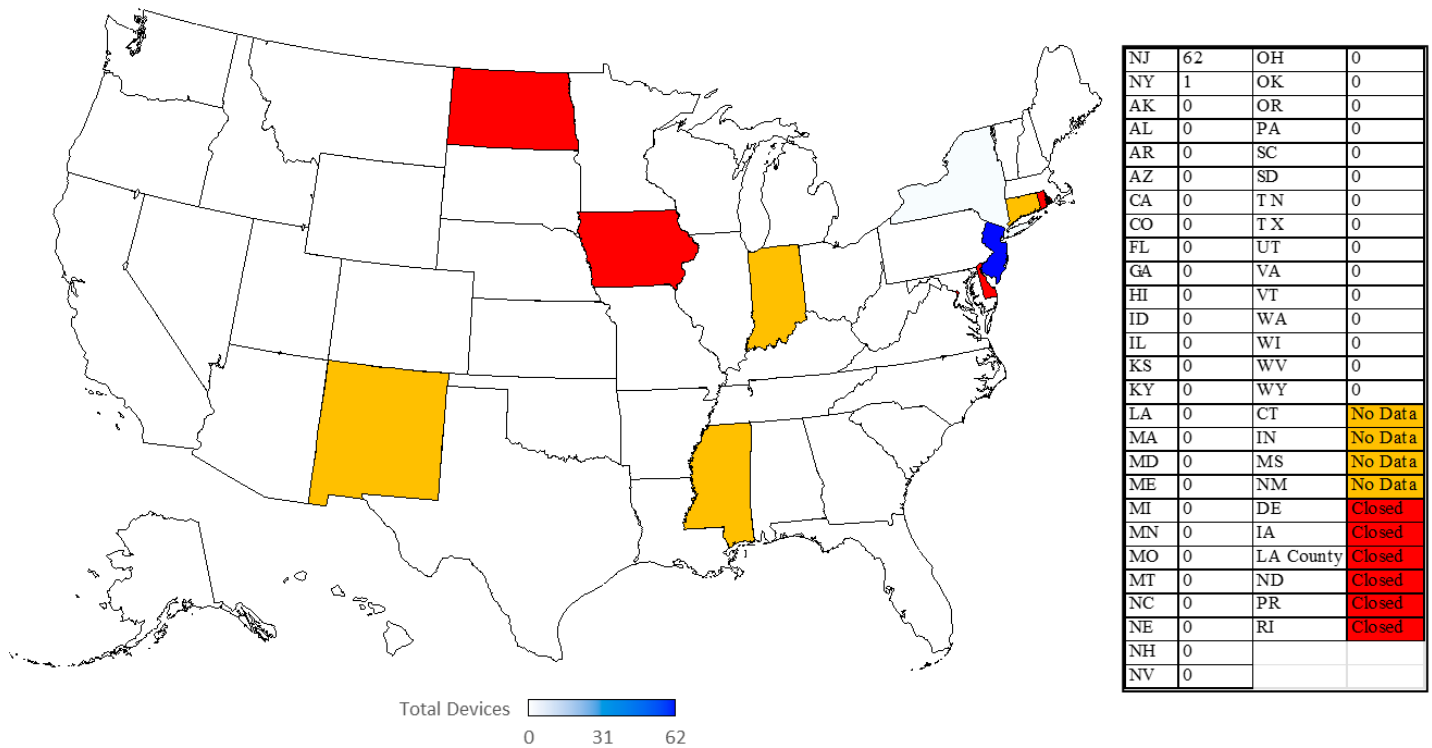 NJ 62 OH 0
NY 1 OK 0
AK 0 OR 0
AL 0 PA 0
AR 0 SC 0
AZ 0 SD 0
CA 0 TN 0
CO 0 TX 0
FL 0 UT 0
GA 0 VA 0
HI 0 VT 0
ID 0 WA 0
IL 0 WI 0
KS 0 WV 0
KY 0 WY 0
LA 0 CT No Data
MA 0 IN No Data
MD 0 MS No Data
ME 0 NM No Data
MI 0 DE Closed
MN 0 IA Closed
MO 0 LA County Closed
MT 0 ND Closed
NC 0 PR Closed
NE 0 RI Closed
NH 0
NV 0
Total Devices
0 31 62